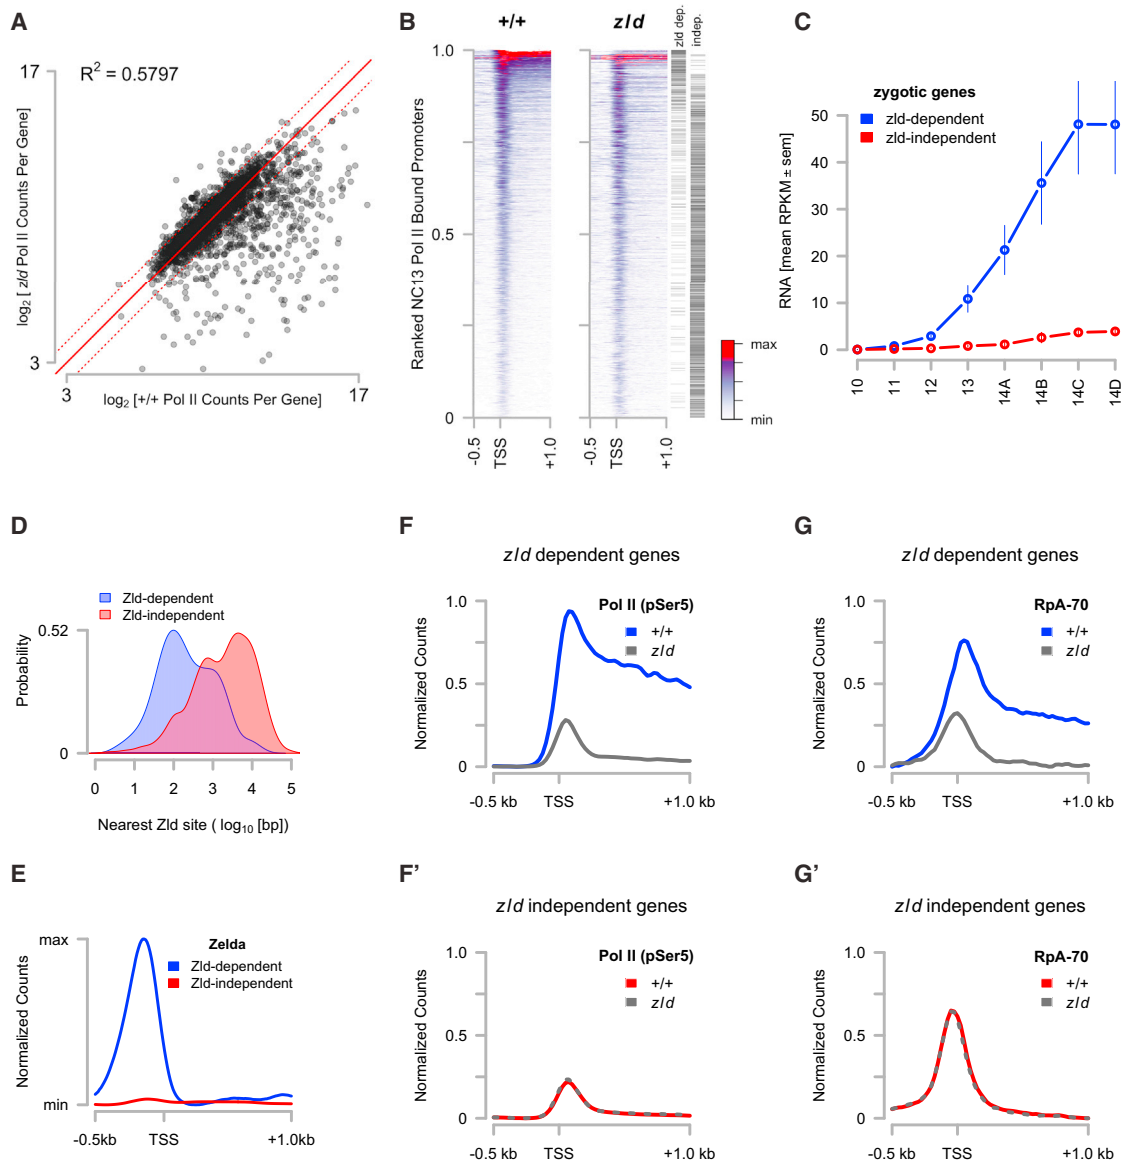 A
17
R² = 0.5797
log₂ [ zld Pol II Counts Per Gene]
3
3
17
log₂ [+/+ Pol II Counts Per Gene]
B
+/+
zld
zld dep.
indep.
Ranked NC13 Pol II Bound Promoters
1.0
0.5
0
-0.5
TSS
+1.0
-0.5
TSS
+1.0
max
min
C
zygotic genes
zld-dependent
zld-independent
RNA [mean RPKM ± sem]
50
40
30
20
10
0
10
11
12
13
14A
14B
14C
14D
D
Zld-dependent
Zld-independent
Probability
0.52
0
0 1 2 3 4 5
Nearest Zld site ( log₁₀ [bp])
E
Normalized Counts
max
min
Zelda
Zld-dependent
Zld-independent
-0.5kb TSS +1.0kb
F
zld dependent genes
Normalized Counts
1.0
0.5
0
Pol II (pSer5)
+/+
zld
-0.5 kb TSS +1.0 kb
F'
zld independent genes
Normalized Counts
1.0
0.5
0
Pol II (pSer5)
+/+
zld
-0.5 kb TSS +1.0 kb
G
zld dependent genes
Normalized Counts
1.0
0.5
0
RpA-70
+/+
zld
-0.5 kb TSS +1.0 kb
G'
zld independent genes
Normalized Counts
1.0
0.5
0
RpA-70
+/+
zld
-0.5 kb TSS +1.0 kb